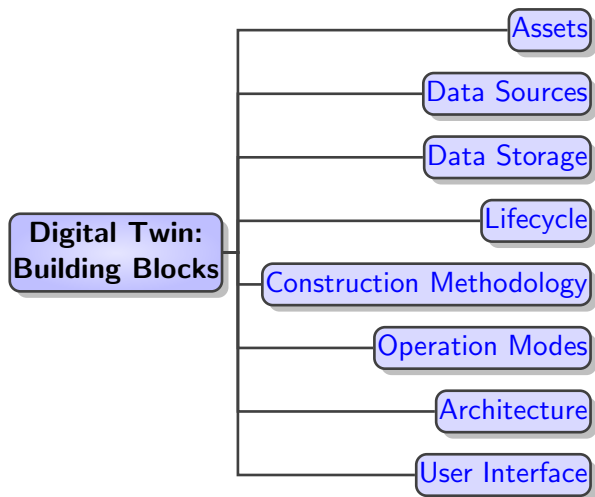 Assets
Data Sources
Data Storage
Lifecycle
Digital Twin:
Building Blocks
Construction Methodology
Operation Modes
Architecture
User Interface